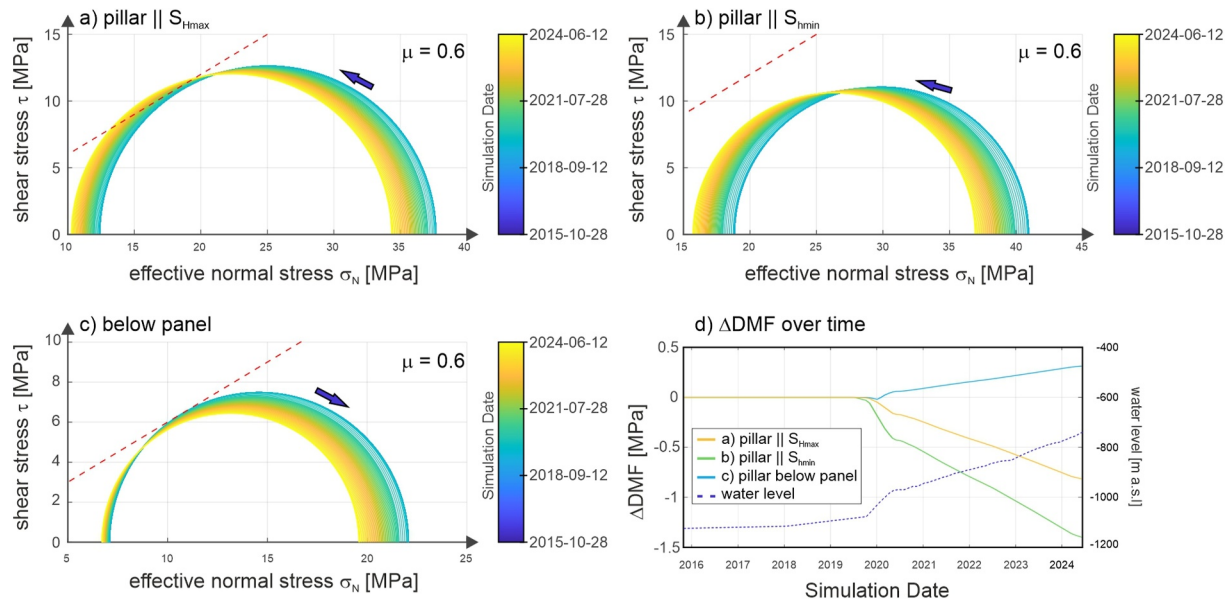 a) pillar || SHmax
15
10
5
0
10
15
20
25
30
35
40
shear stress τ [MPa]
effective normal stress σN [MPa]
μ = 0.6
2024-06-12
2021-07-28
2018-09-12
2015-10-28
Simulation Date
b) pillar || Shmin
15
10
5
0
15
25
35
45
shear stress τ [MPa]
effective normal stress σN [MPa]
μ = 0.6
2024-06-12
2021-07-28
2018-09-12
2015-10-28
Simulation Date
c) below panel
10
8
6
4
2
0
5
10
15
20
25
shear stress τ [MPa]
effective normal stress σN [MPa]
μ = 0.6
2024-06-12
2021-07-28
2018-09-12
2015-10-28
Simulation Date
d) ΔDMF over time
0.5
0
-0.5
-1
-1.5
ΔDMF [MPa]
a) pillar || SHmax
b) pillar || Shmin
c) pillar below panel
water level
-400
-600
-800
-1000
-1200
water level [m a.s.l]
2016
2017
2018
2019
2020
2021
2022
2023
2024
Simulation Date